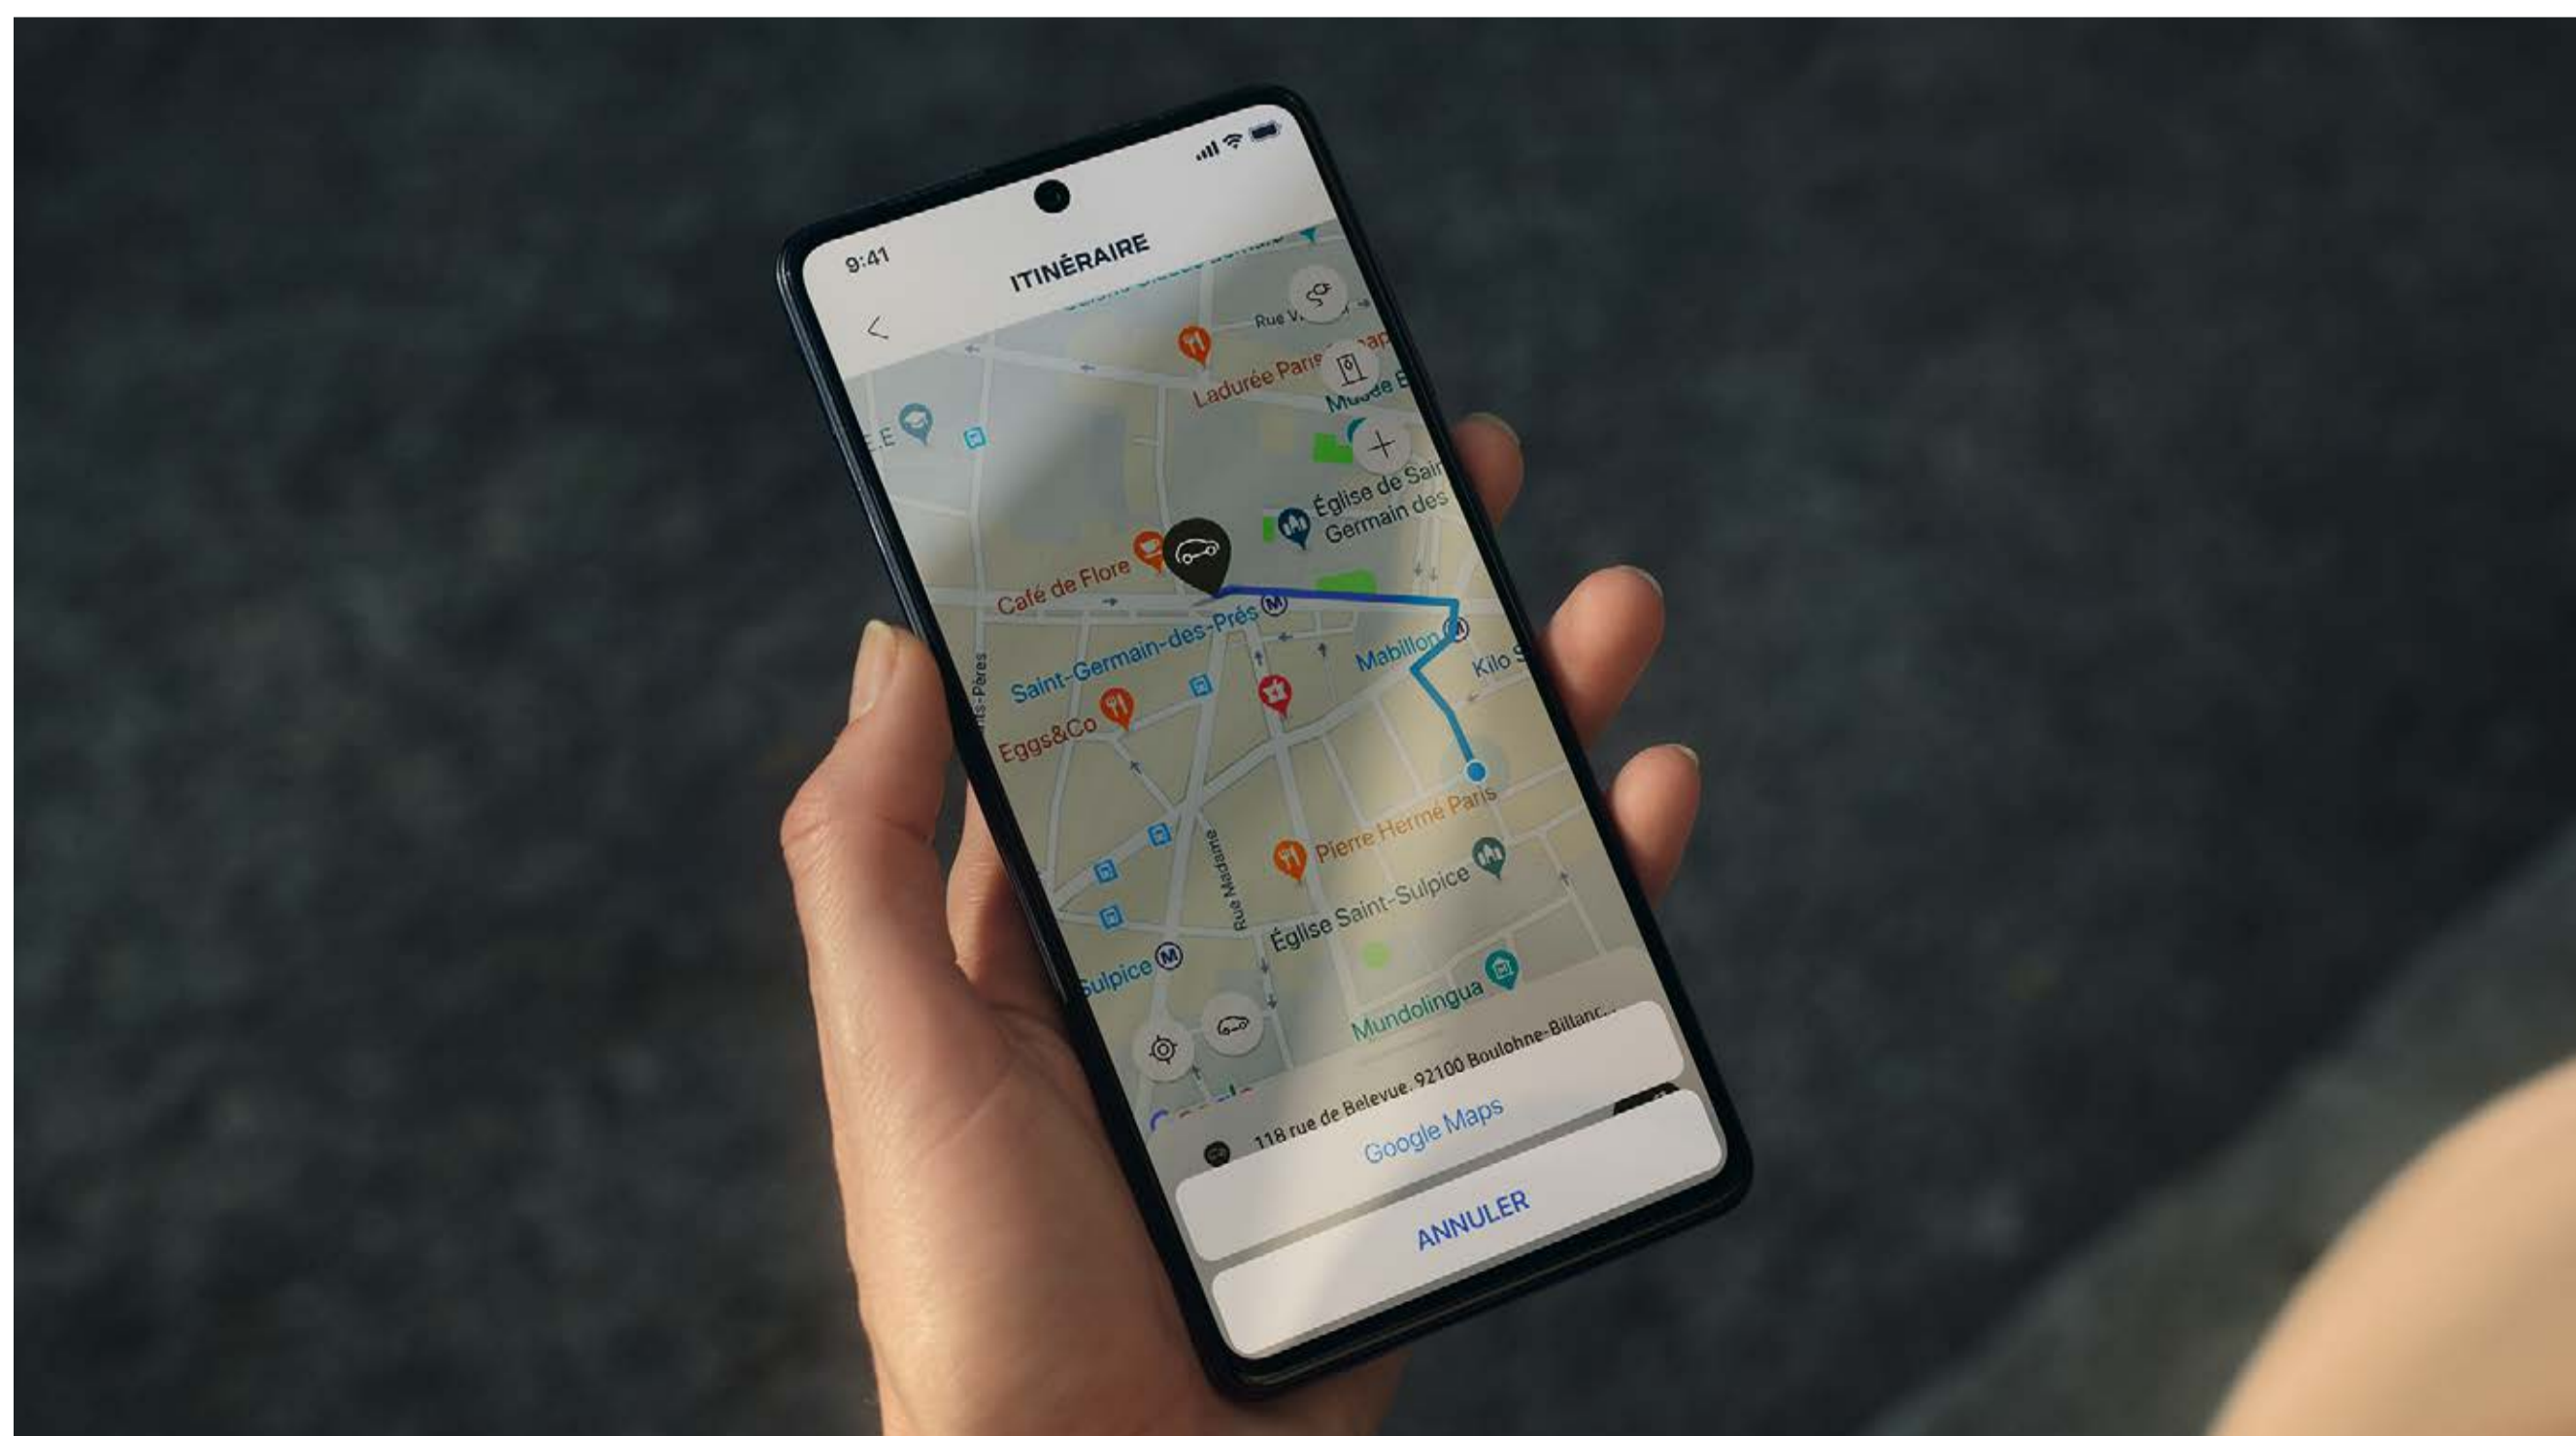 9:41
ITINÉRAIRE
Rue
Ladurée Paris
Musée
Église de
Germain des
Café de Flore
M
Saint-Germain-des-Prés
M
Mabillon
Kilo
Eggs&Co
Pierre Hermé Paris
Rue Madame
Église Saint-Sulpice
Sulpice M
Mundolingua
118 rue de Belevue, 92100 Boulohne-Billanc...
Google Maps
ANNULER